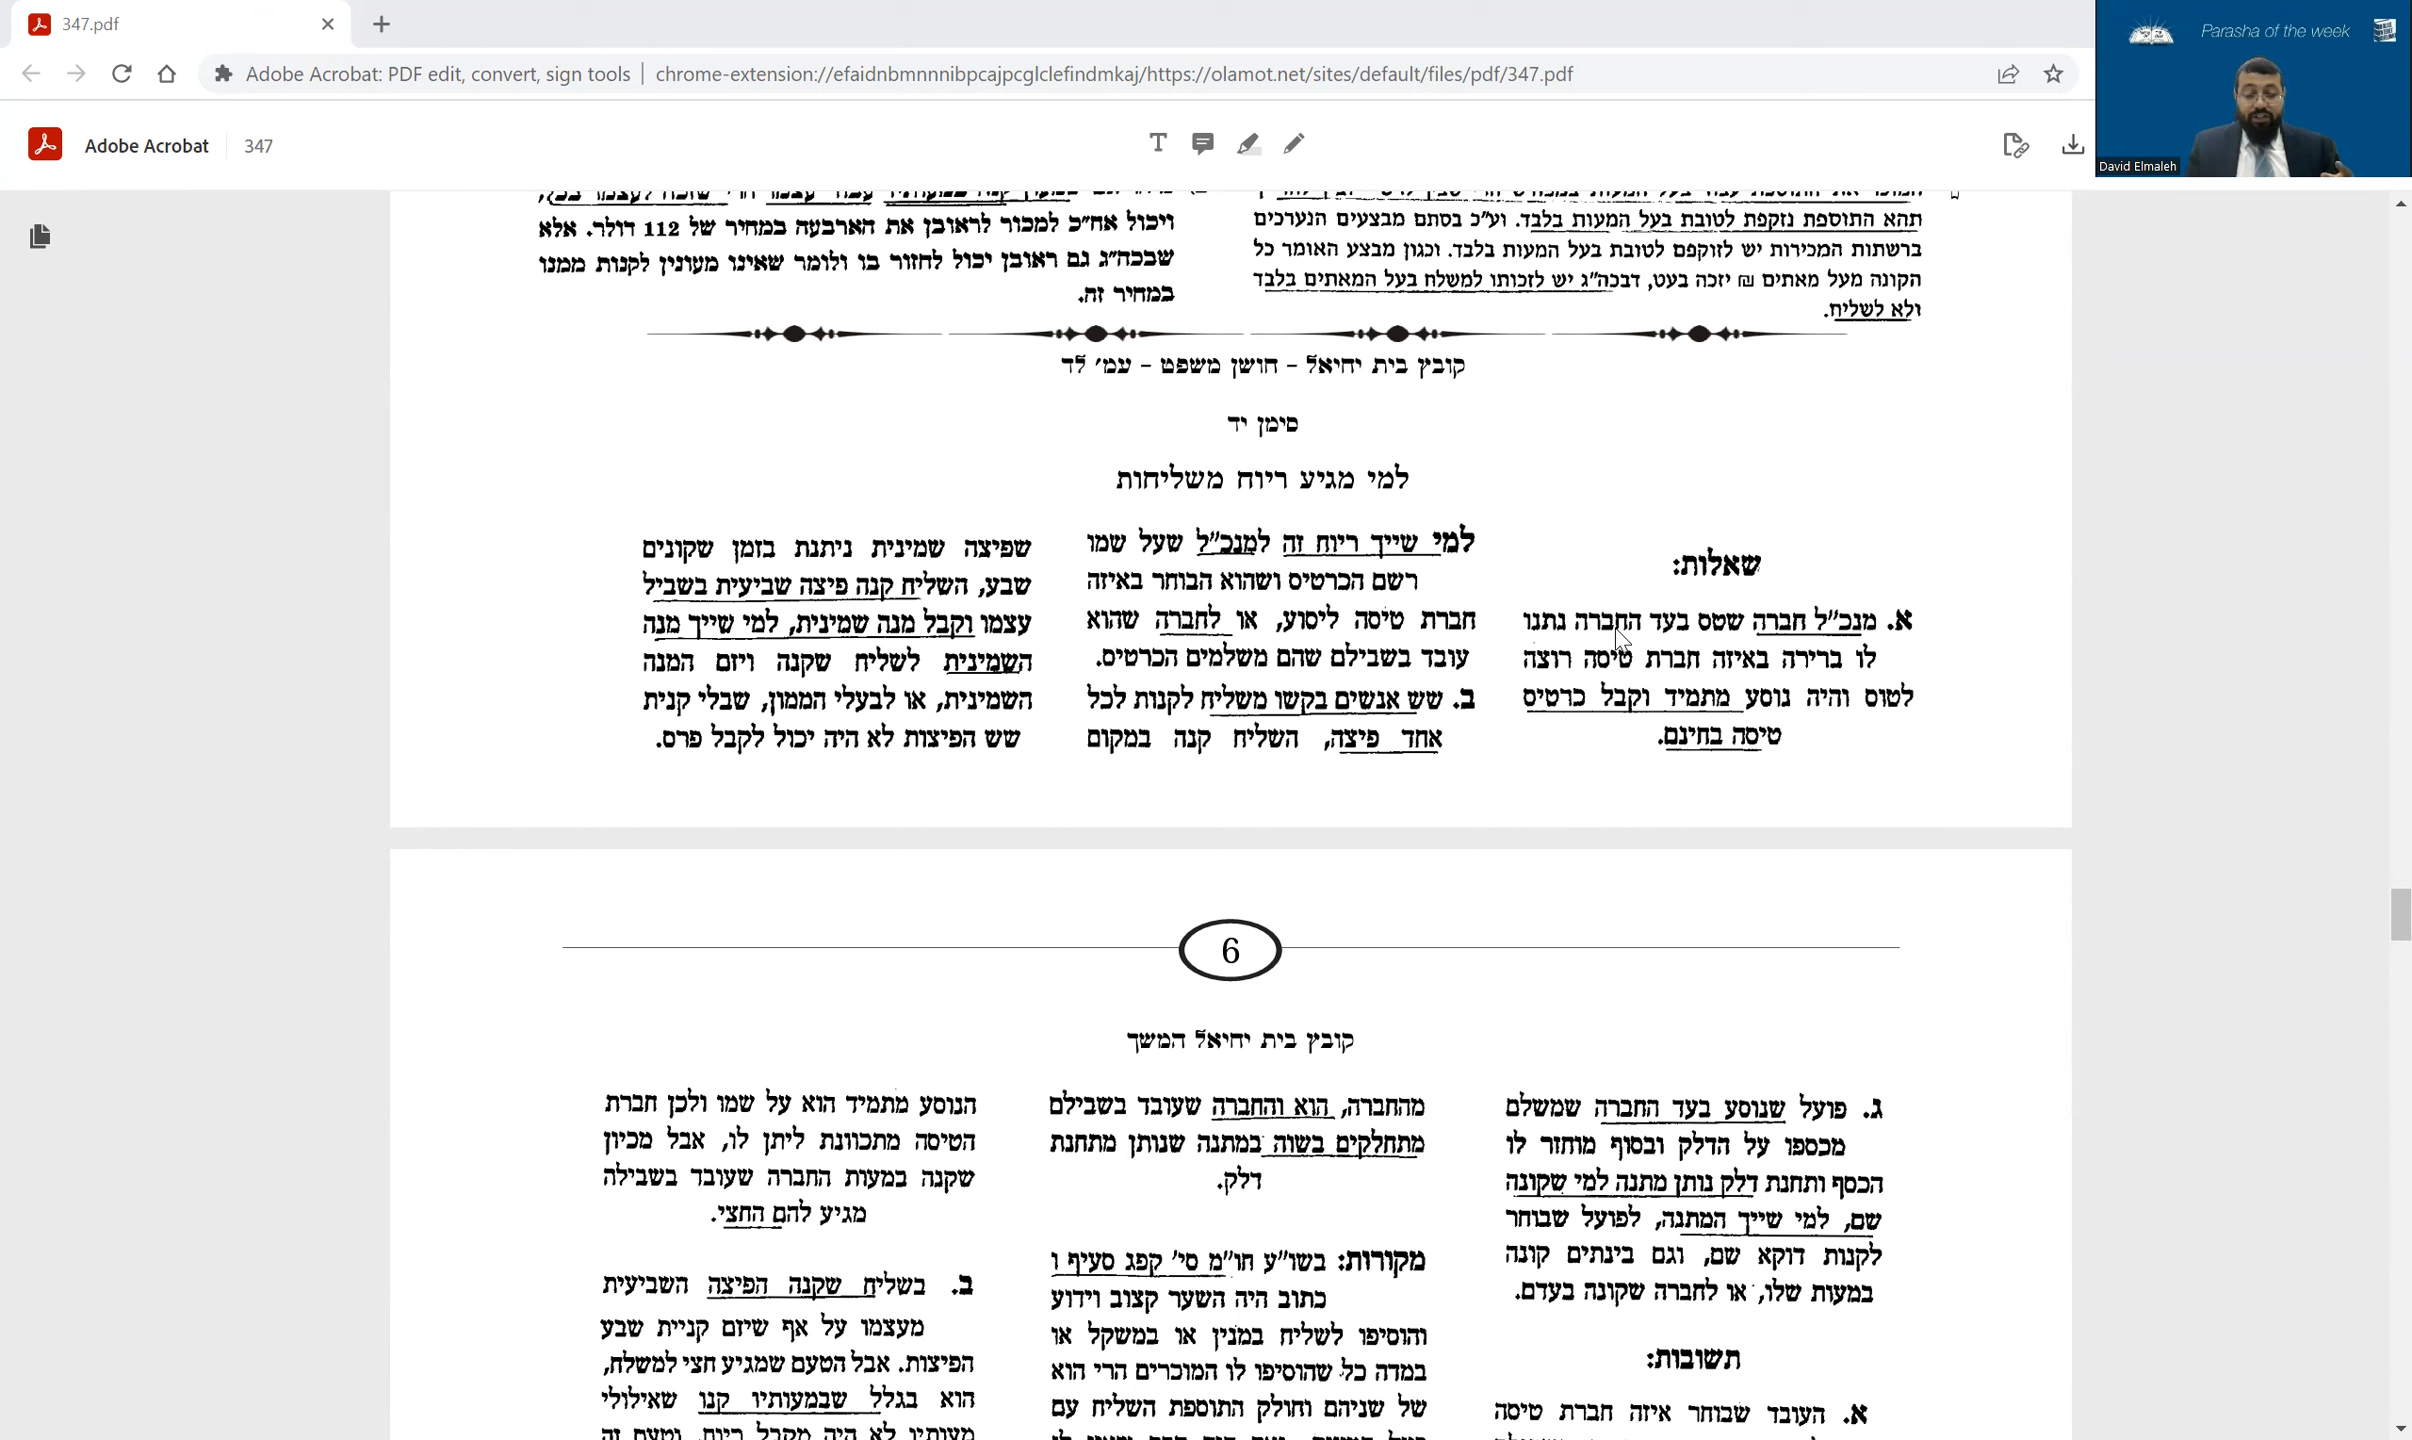 347.pdf
Parasha of the week
Adobe Acrobat: PDF edit, convert, sign tools
chrome-extension://efaidnbmnnnibpcajpcglclefindmkaj/https://olamot.net/sites/default/files/pdf/347.pdf
David Elmaleh
Adobe Acrobat
347
תהא התוספת נזקפת לטובת בעל המעות בלבד. וע"כ בסתם מבצעים הנערכים
ברשתות המכירות יש לזוקפם לטובת בעל המעות בלבד. וכגון מבצע האומר כל
הקונה מעל מאתים ₪ יזכה בעט, דבכה"ג יש לזכותו למשלח בעל המאתים בלבד
ולא לשליח.
ויכול אח"כ למכור לראובן את הארבעה במחיר של 112 דולר. אלא
שבכה"ג גם ראובן יכול לחזור בו ולומר שאינו מעונין לקנות ממנו
במחיר זה.
קובץ בית יחיאל - חושן משפט - עמ' לד
סימן יד
למי מגיע ריוח משליחות
שאלות:
א. מנכ"ל חברה שטס בעד החברה נתנו
לו ברירה באיזה חברת טיסה רוצה
לטוס והיה נוסע מתמיד וקבל כרטיס
טיסה בחינם.
למי שייך ריוח זה למנכ"ל שעל שמו
רשם הכרטיס ושהוא הבוחר באיזה
חברת טיסה ליסוע, או לחברה שהוא
עובד בשבילם שהם משלמים הכרטיס.
ב. שש אנשים בקשו משליח לקנות לכל
אחד פיצה, השליח קנה במקום
שפיצה שמינית ניתנת בזמן שקונים
שבע, השליח קנה פיצה שביעית בשביל
עצמו וקבל מנה שמינית, למי שייך מנה
השמינית לשליח שקנה ויזם המנה
השמינית, או לבעלי הממון, שבלי קנית
שש הפיצות לא היה יכול לקבל פרס.
6
קובץ בית יחיאל המשך
ג. פועל שנוסע בעד החברה שמשלם
מכספו על הדלק ובסוף מוחזר לו
הכסף ותחנת דלק נותן מתנה למי שקונה
שם, למי שייך המתנה, לפועל שבוחר
לקנות דוקא שם, וגם בינתים קונה
במעות שלו, או לחברה שקונה בעדם.
תשובות:
א. העובד שבוחר איזה חברת טיסה
מהחברה, הוא והחברה שעובד בשבילם
מתחלקים בשוה במתנה שנותן מתחנת
דלק.
מקורות: בשו"ע חו"מ סי' קפג סעיף ו
כתוב היה השער קצוב וידוע
והוסיפו לשליח במנין או במשקל או
במדה כל שהוסיפו לו המוכרים הרי הוא
של שניהם וחולק התוספת השליח עם
הנוסע מתמיד הוא על שמו ולכן חברת
הטיסה מתכוונת ליתן לו, אבל מכיון
שקנה במעות החברה שעובד בשבילה
מגיע להם החצי.
ב. בשליח שקנה הפיצה השביעית
מעצמו על אף שיזם קניית שבע
הפיצות. אבל הטעם שמגיע חצי למשלח,
הוא בגלל שבמעותיו קנו שאילולי